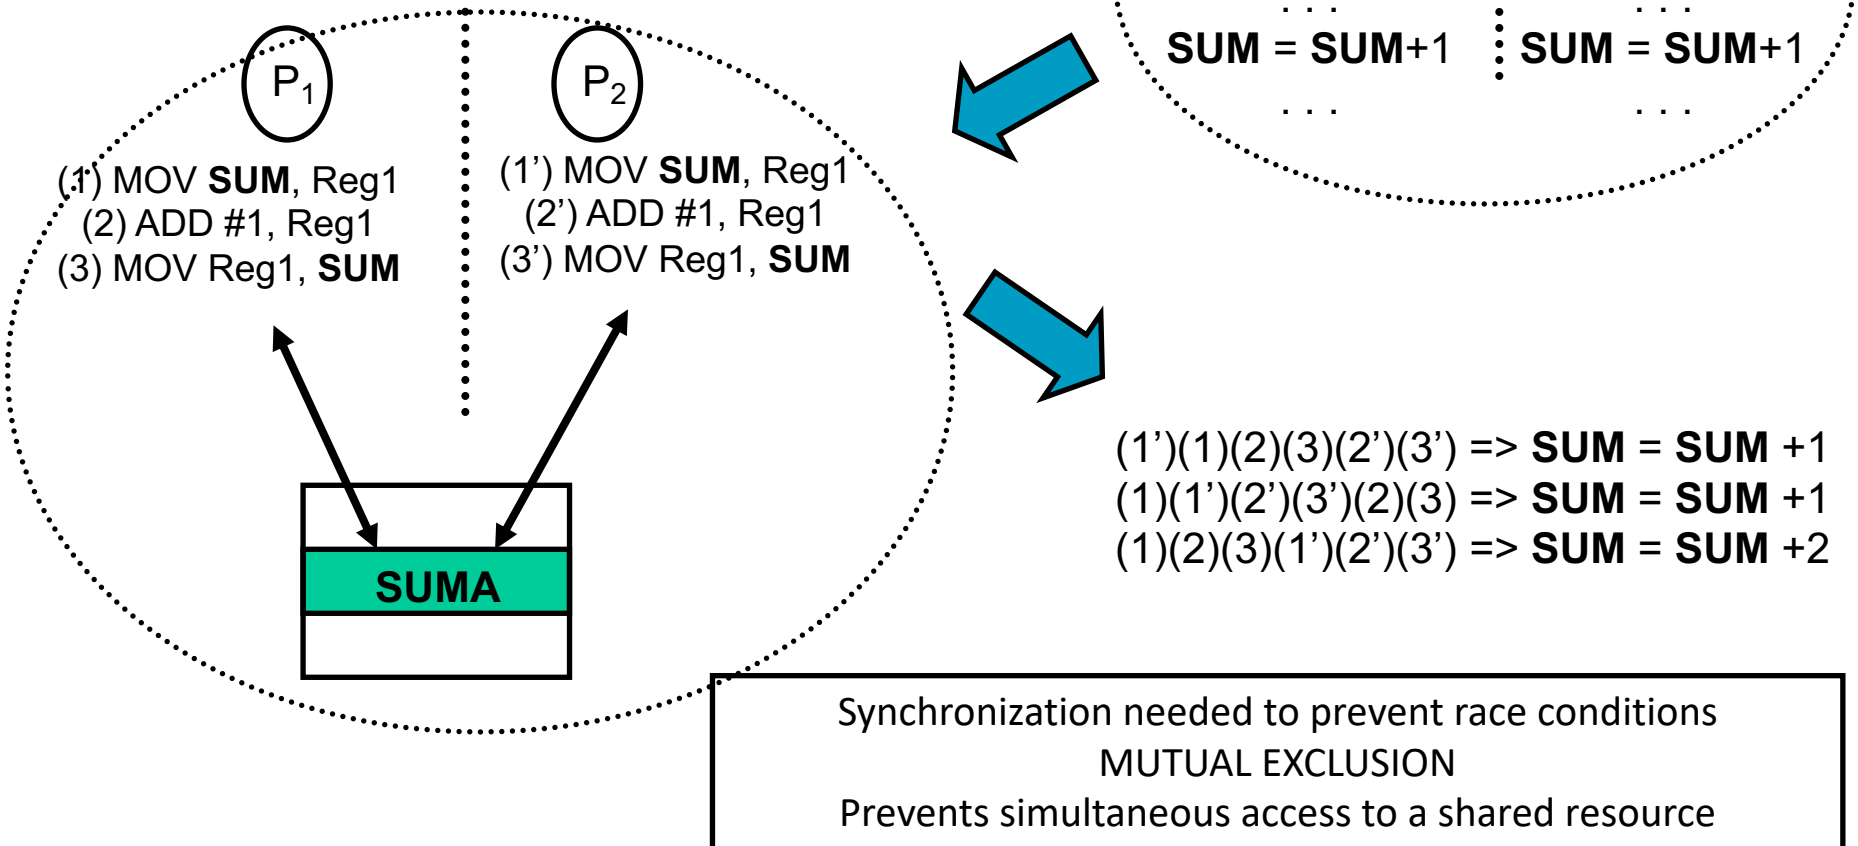 . . . . . .
SUM = SUM+1 SUM = SUM+1
. . . . . .
P1 P2
(1) MOV SUM, Reg1
(2) ADD #1, Reg1
(3) MOV Reg1, SUM
(1’) MOV SUM, Reg1
(2’) ADD #1, Reg1
(3’) MOV Reg1, SUM
SUMA
(1’)(1)(2)(3)(2’)(3’) => SUM = SUM +1
(1)(1’)(2’)(3’)(2)(3) => SUM = SUM +1
(1)(2)(3)(1’)(2’)(3’) => SUM = SUM +2
Synchronization needed to prevent race conditions
MUTUAL EXCLUSION
Prevents simultaneous access to a shared resource